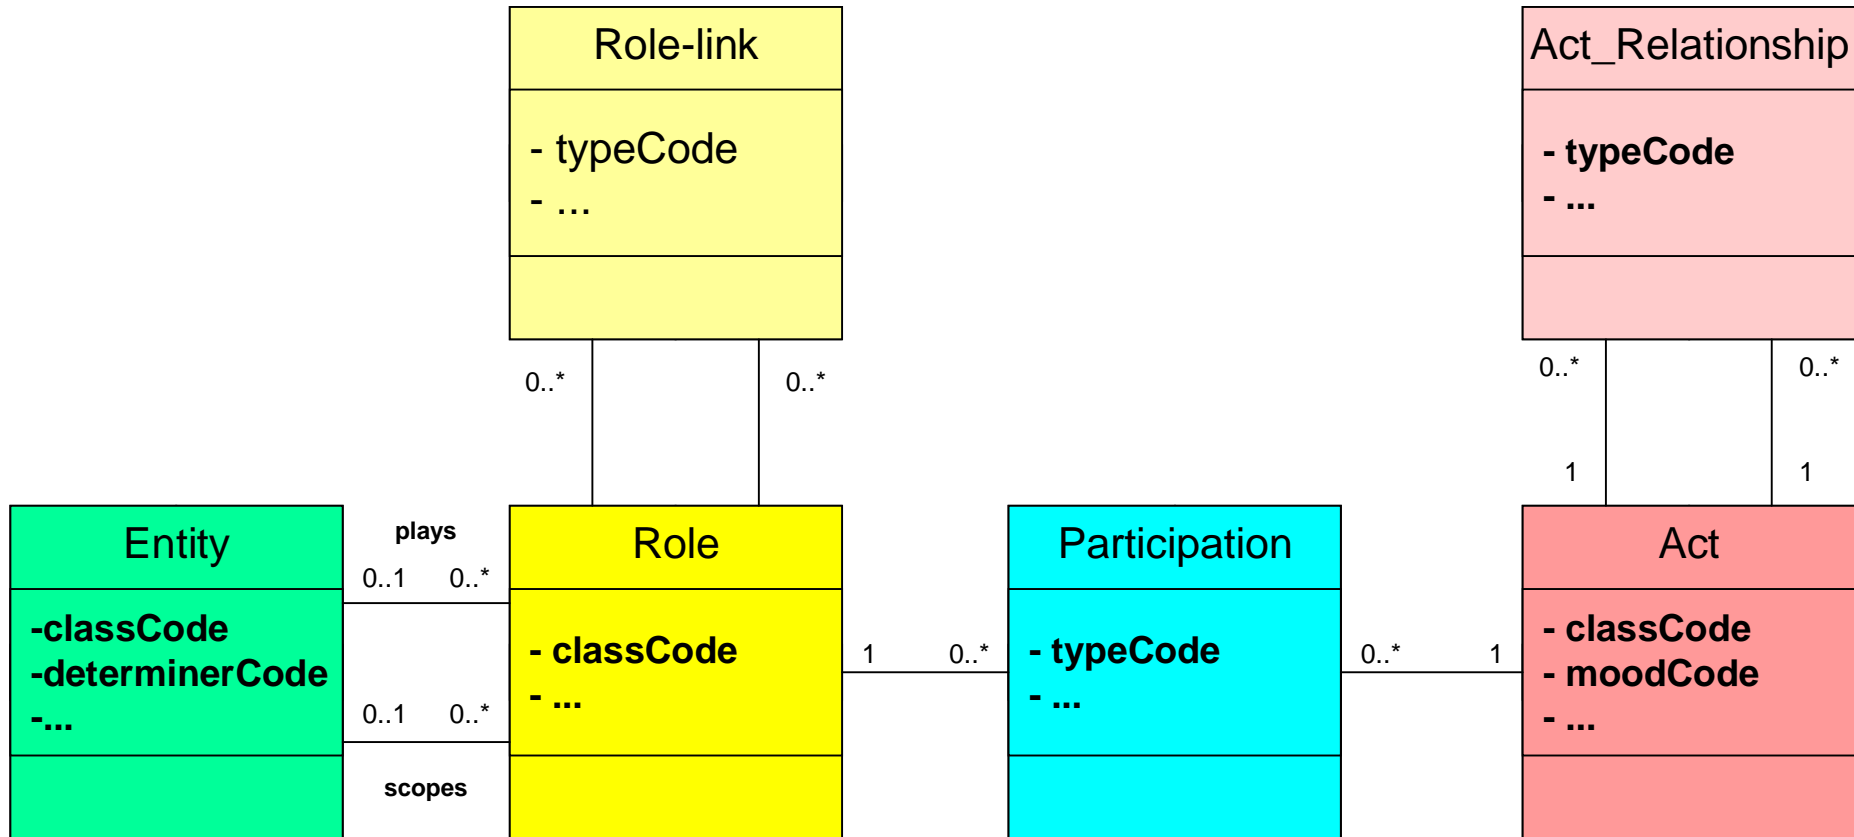 Role-link
- typeCode
- ...
0..*
0..*
Act_Relationship
- typeCode
- ...
0..*
0..*
1
1
Entity
-classCode
-determinerCode
-...
plays
0..1
0..*
0..1
0..*
scopes
Role
- classCode
- ...
1
0..*
Participation
- typeCode
- ...
0..*
1
Act
- classCode
- moodCode
- ...